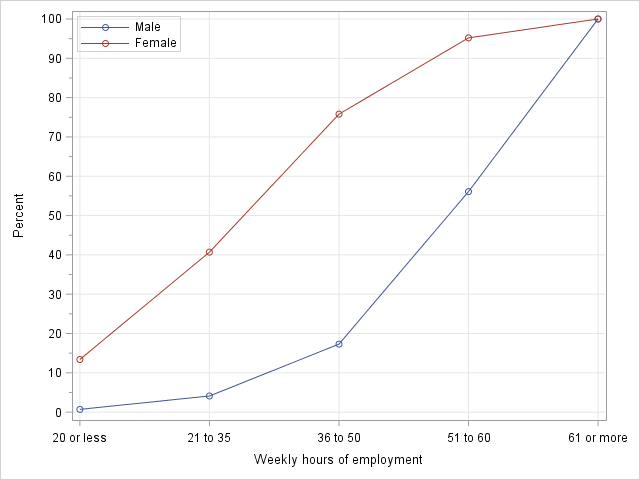 Male
Female
100
90
80
70
60
50
40
30
20
10
0
Percent
20 or less
21 to 35
36 to 50
51 to 60
61 or more
Weekly hours of employment